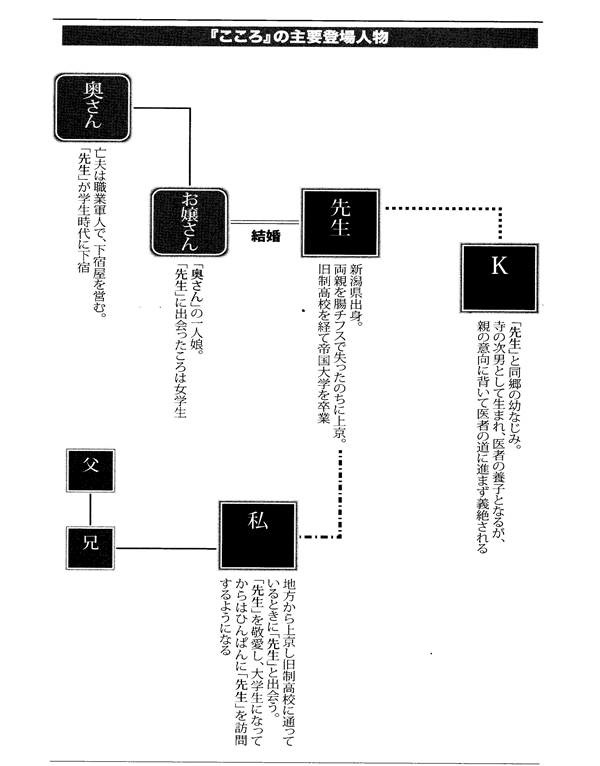 『こころ』の主要登場人物
K
「先生」と同郷の幼なじみ。
寺の次男として生まれ、医者の養子となるが、
親の意向に背いて医者の道に進まず義絶される
先生
新潟県出身。
両親を腸チフスで失ったのちに上京。
旧制高校を経て帝国大学を卒業
結婚
お嬢さん
「奥さん」の一人娘。
「先生」に出会ったころは女学生
奥さん
亡夫は職業軍人で、下宿屋を営む。
「先生」が学生時代に下宿
私
地方から上京し旧制高校に通って
いるときに「先生」と出会う。
「先生」を敬愛し、大学生になって
からはひんぱんに「先生」を訪問
するようになる
父
兄